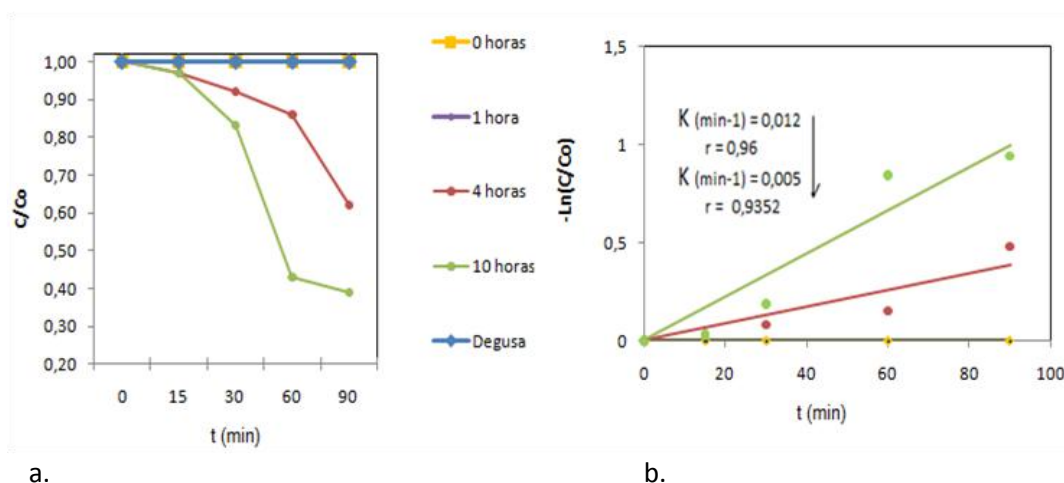 1,00
0,90
0,80
0,70
0,60
0,50
0,40
0,30
0,20
C/Co
0 15 30 60 90
t (min)
0 horas
1 hora
4 horas
10 horas
Degusa
1,5
1
0,5
0
-Ln(C/Co)
K (min-1) = 0,012
r = 0,96
K (min-1) = 0,005
r = 0,9352
0 20 40 60 80 100
t (min)
a.
b.